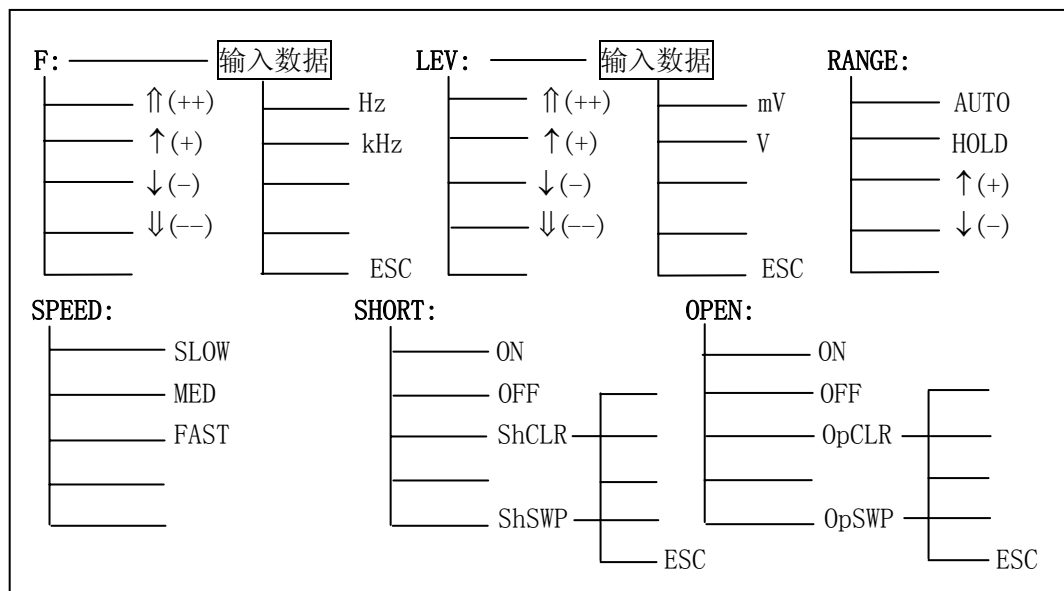 F: 输入数据 LEV: 输入数据 RANGE:
⇑(++) Hz ⇑(++) mV AUTO
↑(+) kHz ↑(+) V HOLD
↓(-) ↓(-) ↑(+)
⇓(--) ⇓(--) ↓(-)
ESC ESC
SPEED: SHORT: OPEN:
SLOW ON ON
MED OFF OFF
FAST ShCLR OpCLR
ShSWP OpSWP
ESC ESC